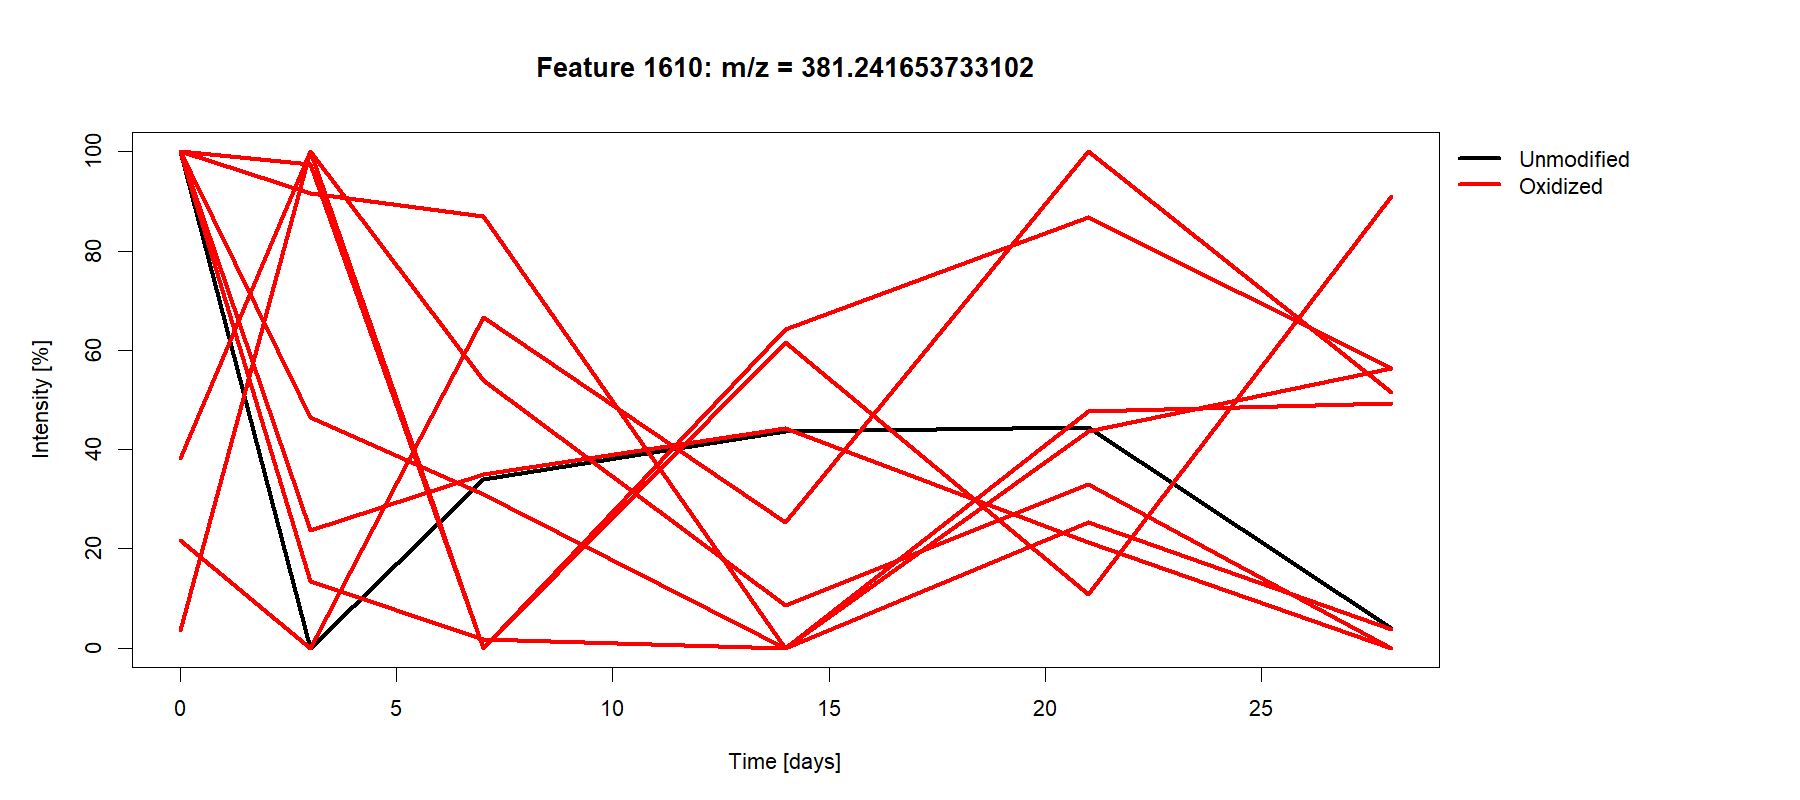 Feature 1610: m/z = 381.241653733102
Unmodified
Oxidized
Intensity [%]
100
80
60
40
20
0
0 5 10 15 20 25
Time [days]